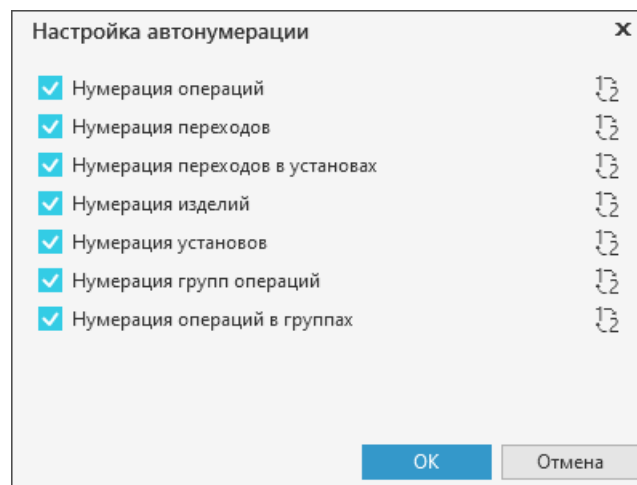 Настройка автонумерации
Нумерация операций
Нумерация переходов
Нумерация переходов в установах
Нумерация изделий
Нумерация установов
Нумерация групп операций
Нумерация операций в группах
ОК Отмена